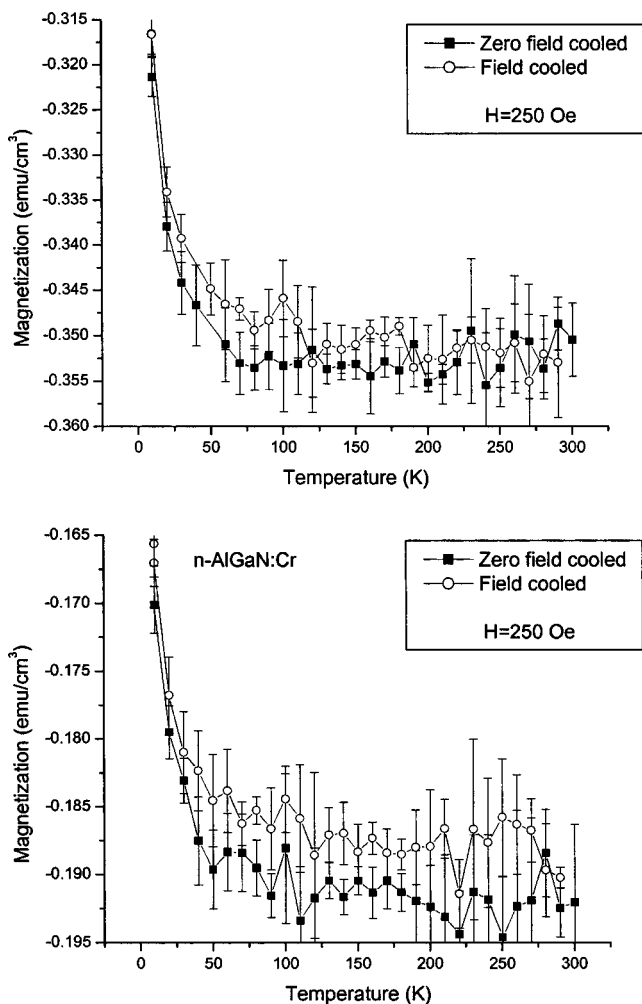 -0.315
-0.320
-0.325
-0.330
-0.335
-0.340
-0.345
-0.350
-0.355
-0.360
Magnetization (emu/cm³)
Zero field cooled
Field cooled
H=250 Oe
0 50 100 150 200 250 300
Temperature (K)
-0.165
-0.170
-0.175
-0.180
-0.185
-0.190
-0.195
Magnetization (emu/cm³)
n-AlGaN:Cr
Zero field cooled
Field cooled
H=250 Oe
0 50 100 150 200 250 300
Temperature (K)